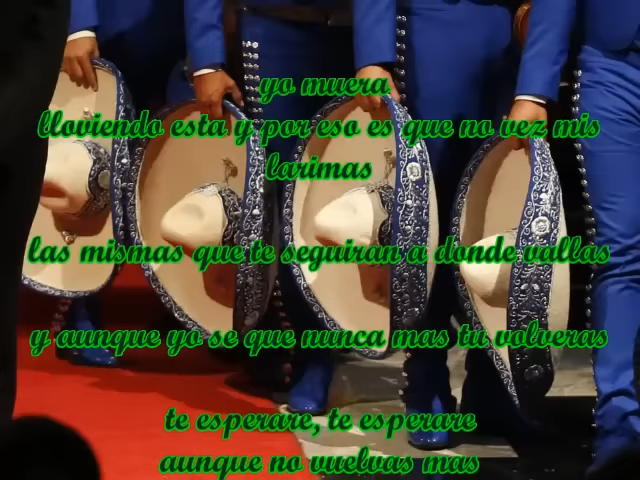 yo muera
lloviendo esta y por eso es que no vez mis
larimas
las mismas que te seguiran a donde vallas
y aunque yo se que nunca mas tu volveras
te esperare, te esperare
aunque no vuelvas mas